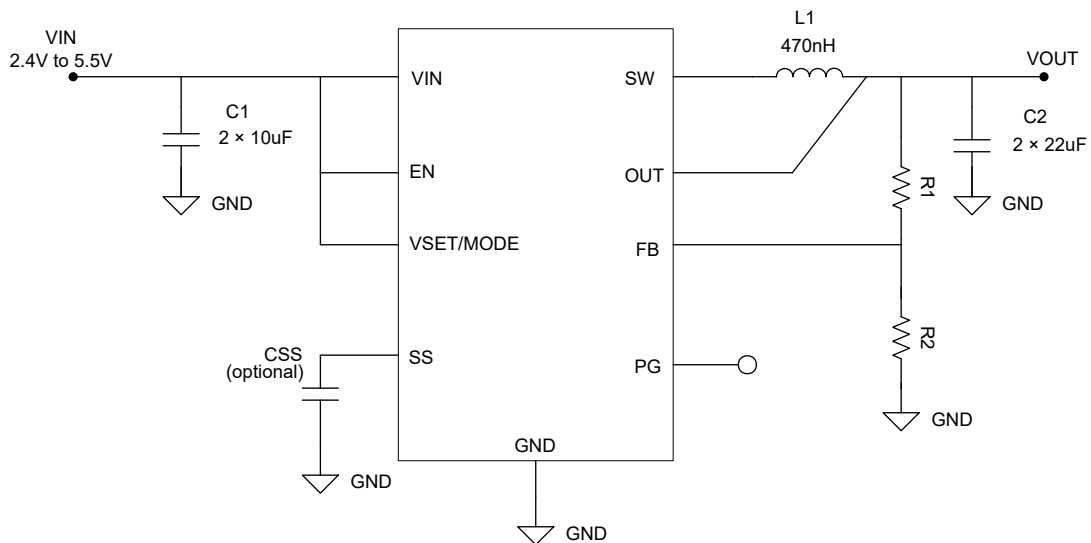 VIN
2.4V to 5.5V
C1
2 × 10uF
GND
VIN
EN
VSET/MODE
SS
CSS
(optional)
GND
SW
OUT
FB
PG
GND
GND
L1
470nH
VOUT
R1
C2
2 × 22uF
GND
R2
GND